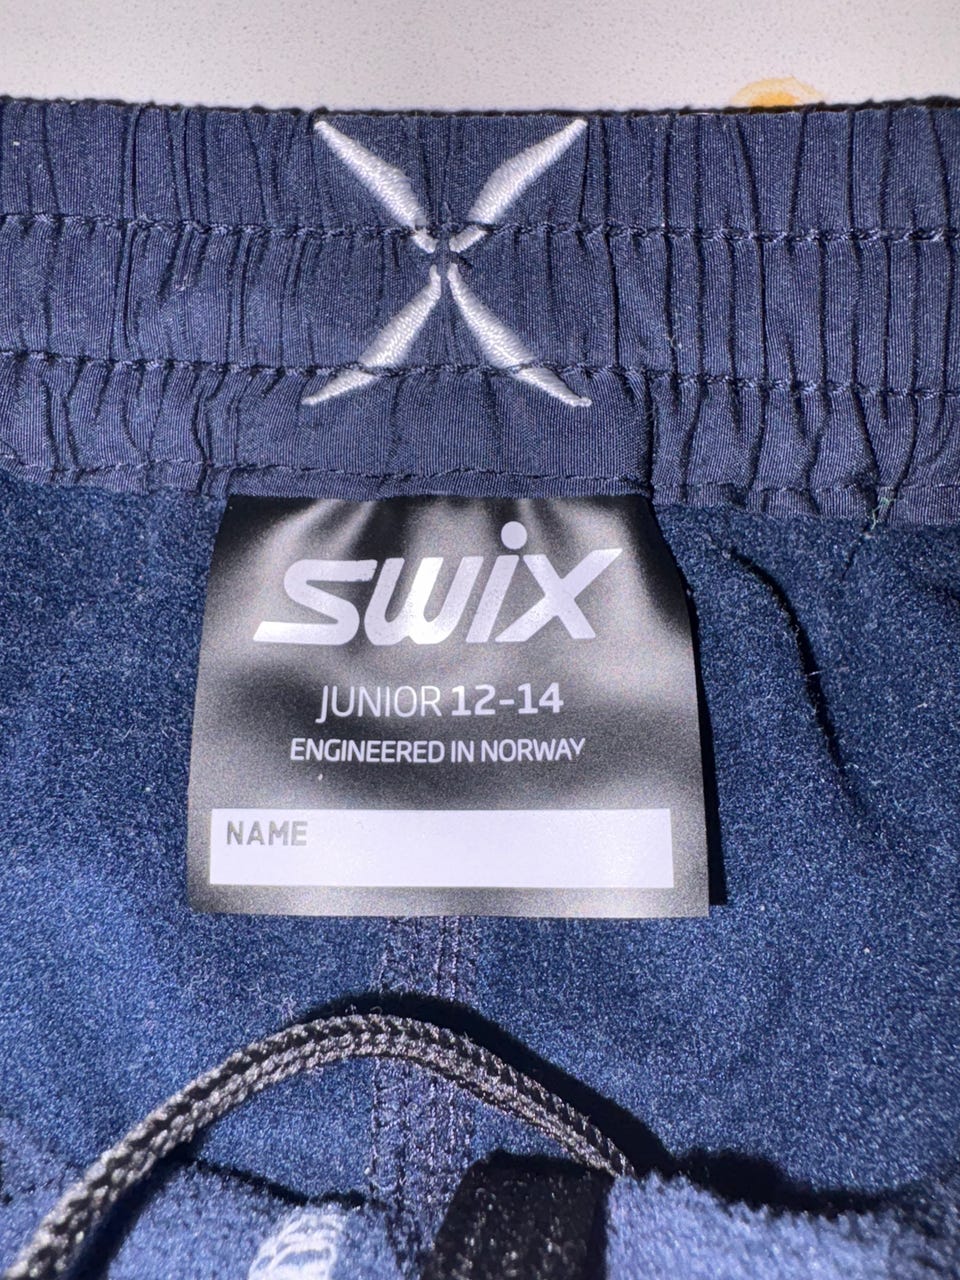 swix
JUNIOR 12-14
ENGINEERED IN NORWAY
NAME